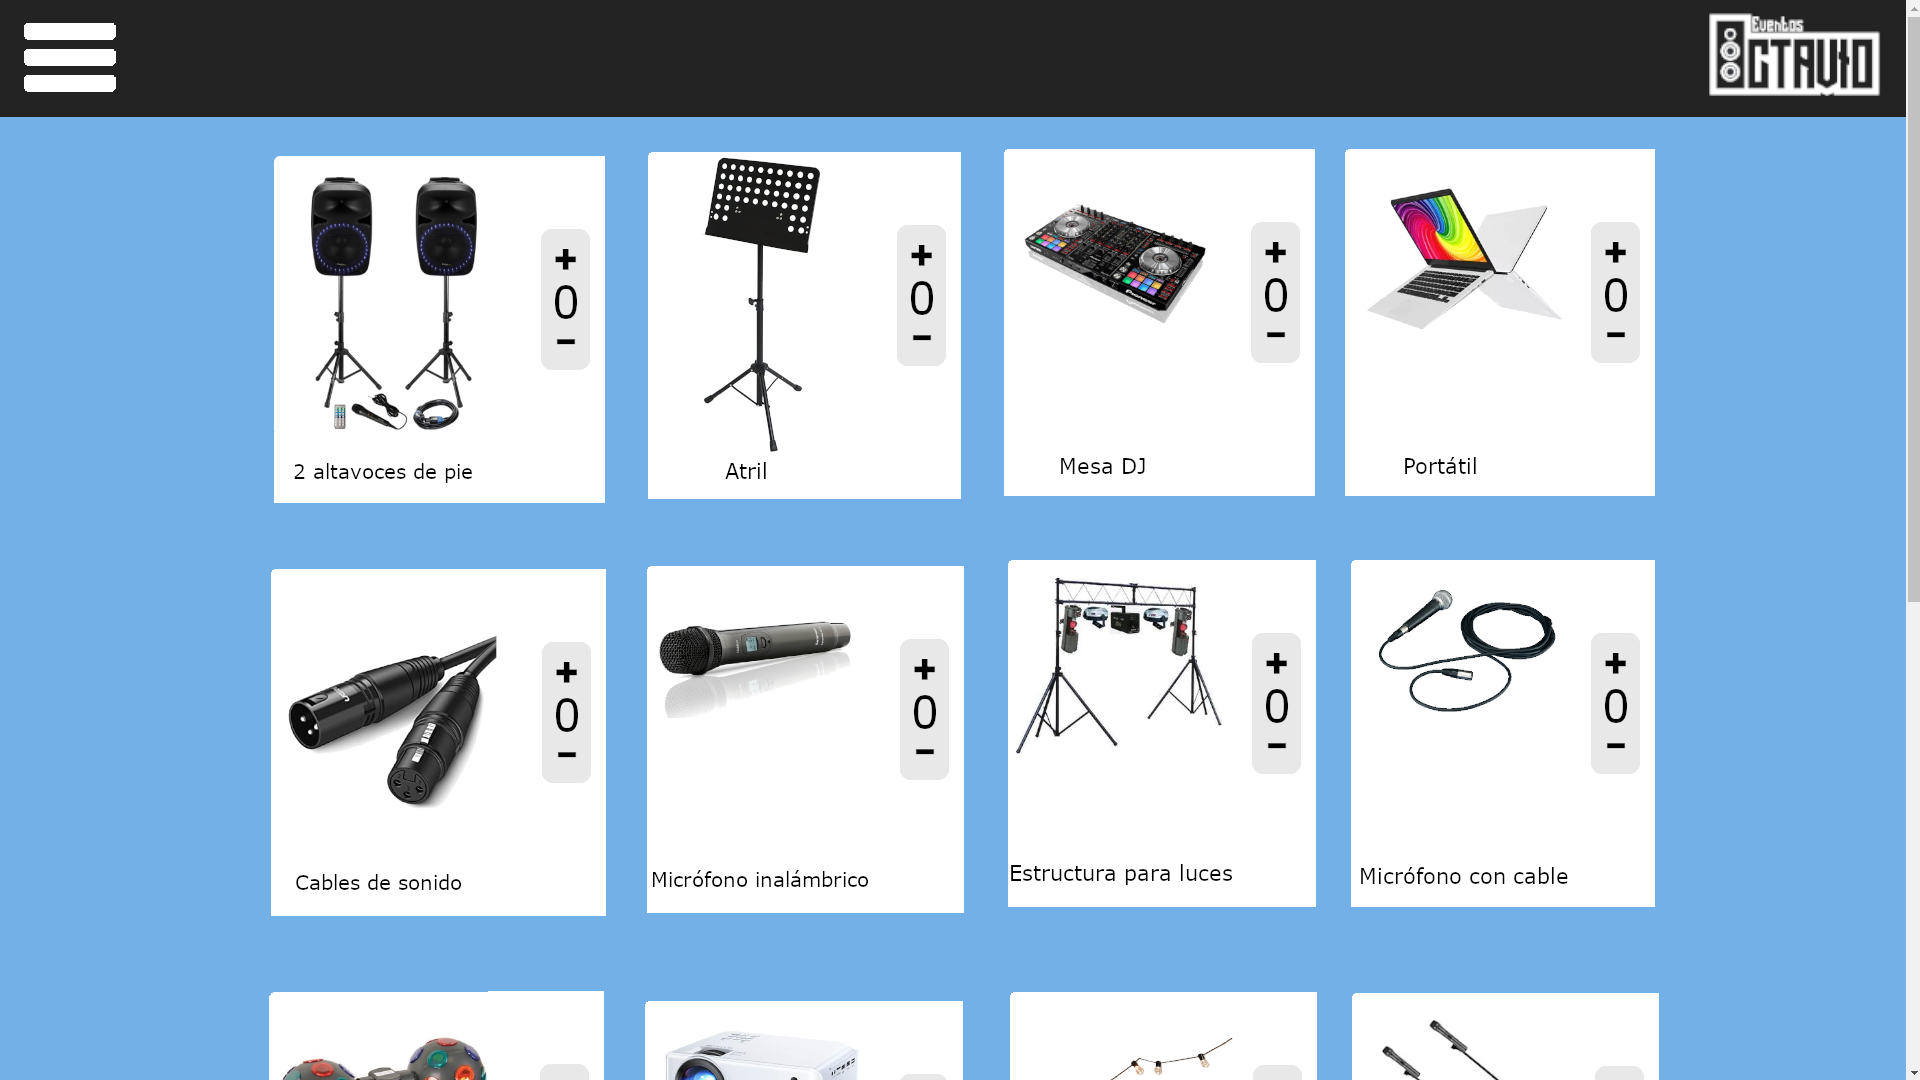 Eventos
OCTAVIO
+
0
-
+
0
-
+
0
-
+
0
-
2 altavoces de pie
Atril
Mesa DJ
Portátil
+
0
-
+
0
-
+
0
-
+
0
-
Cables de sonido
Micrófono inalámbrico
Estructura para luces
Micrófono con cable